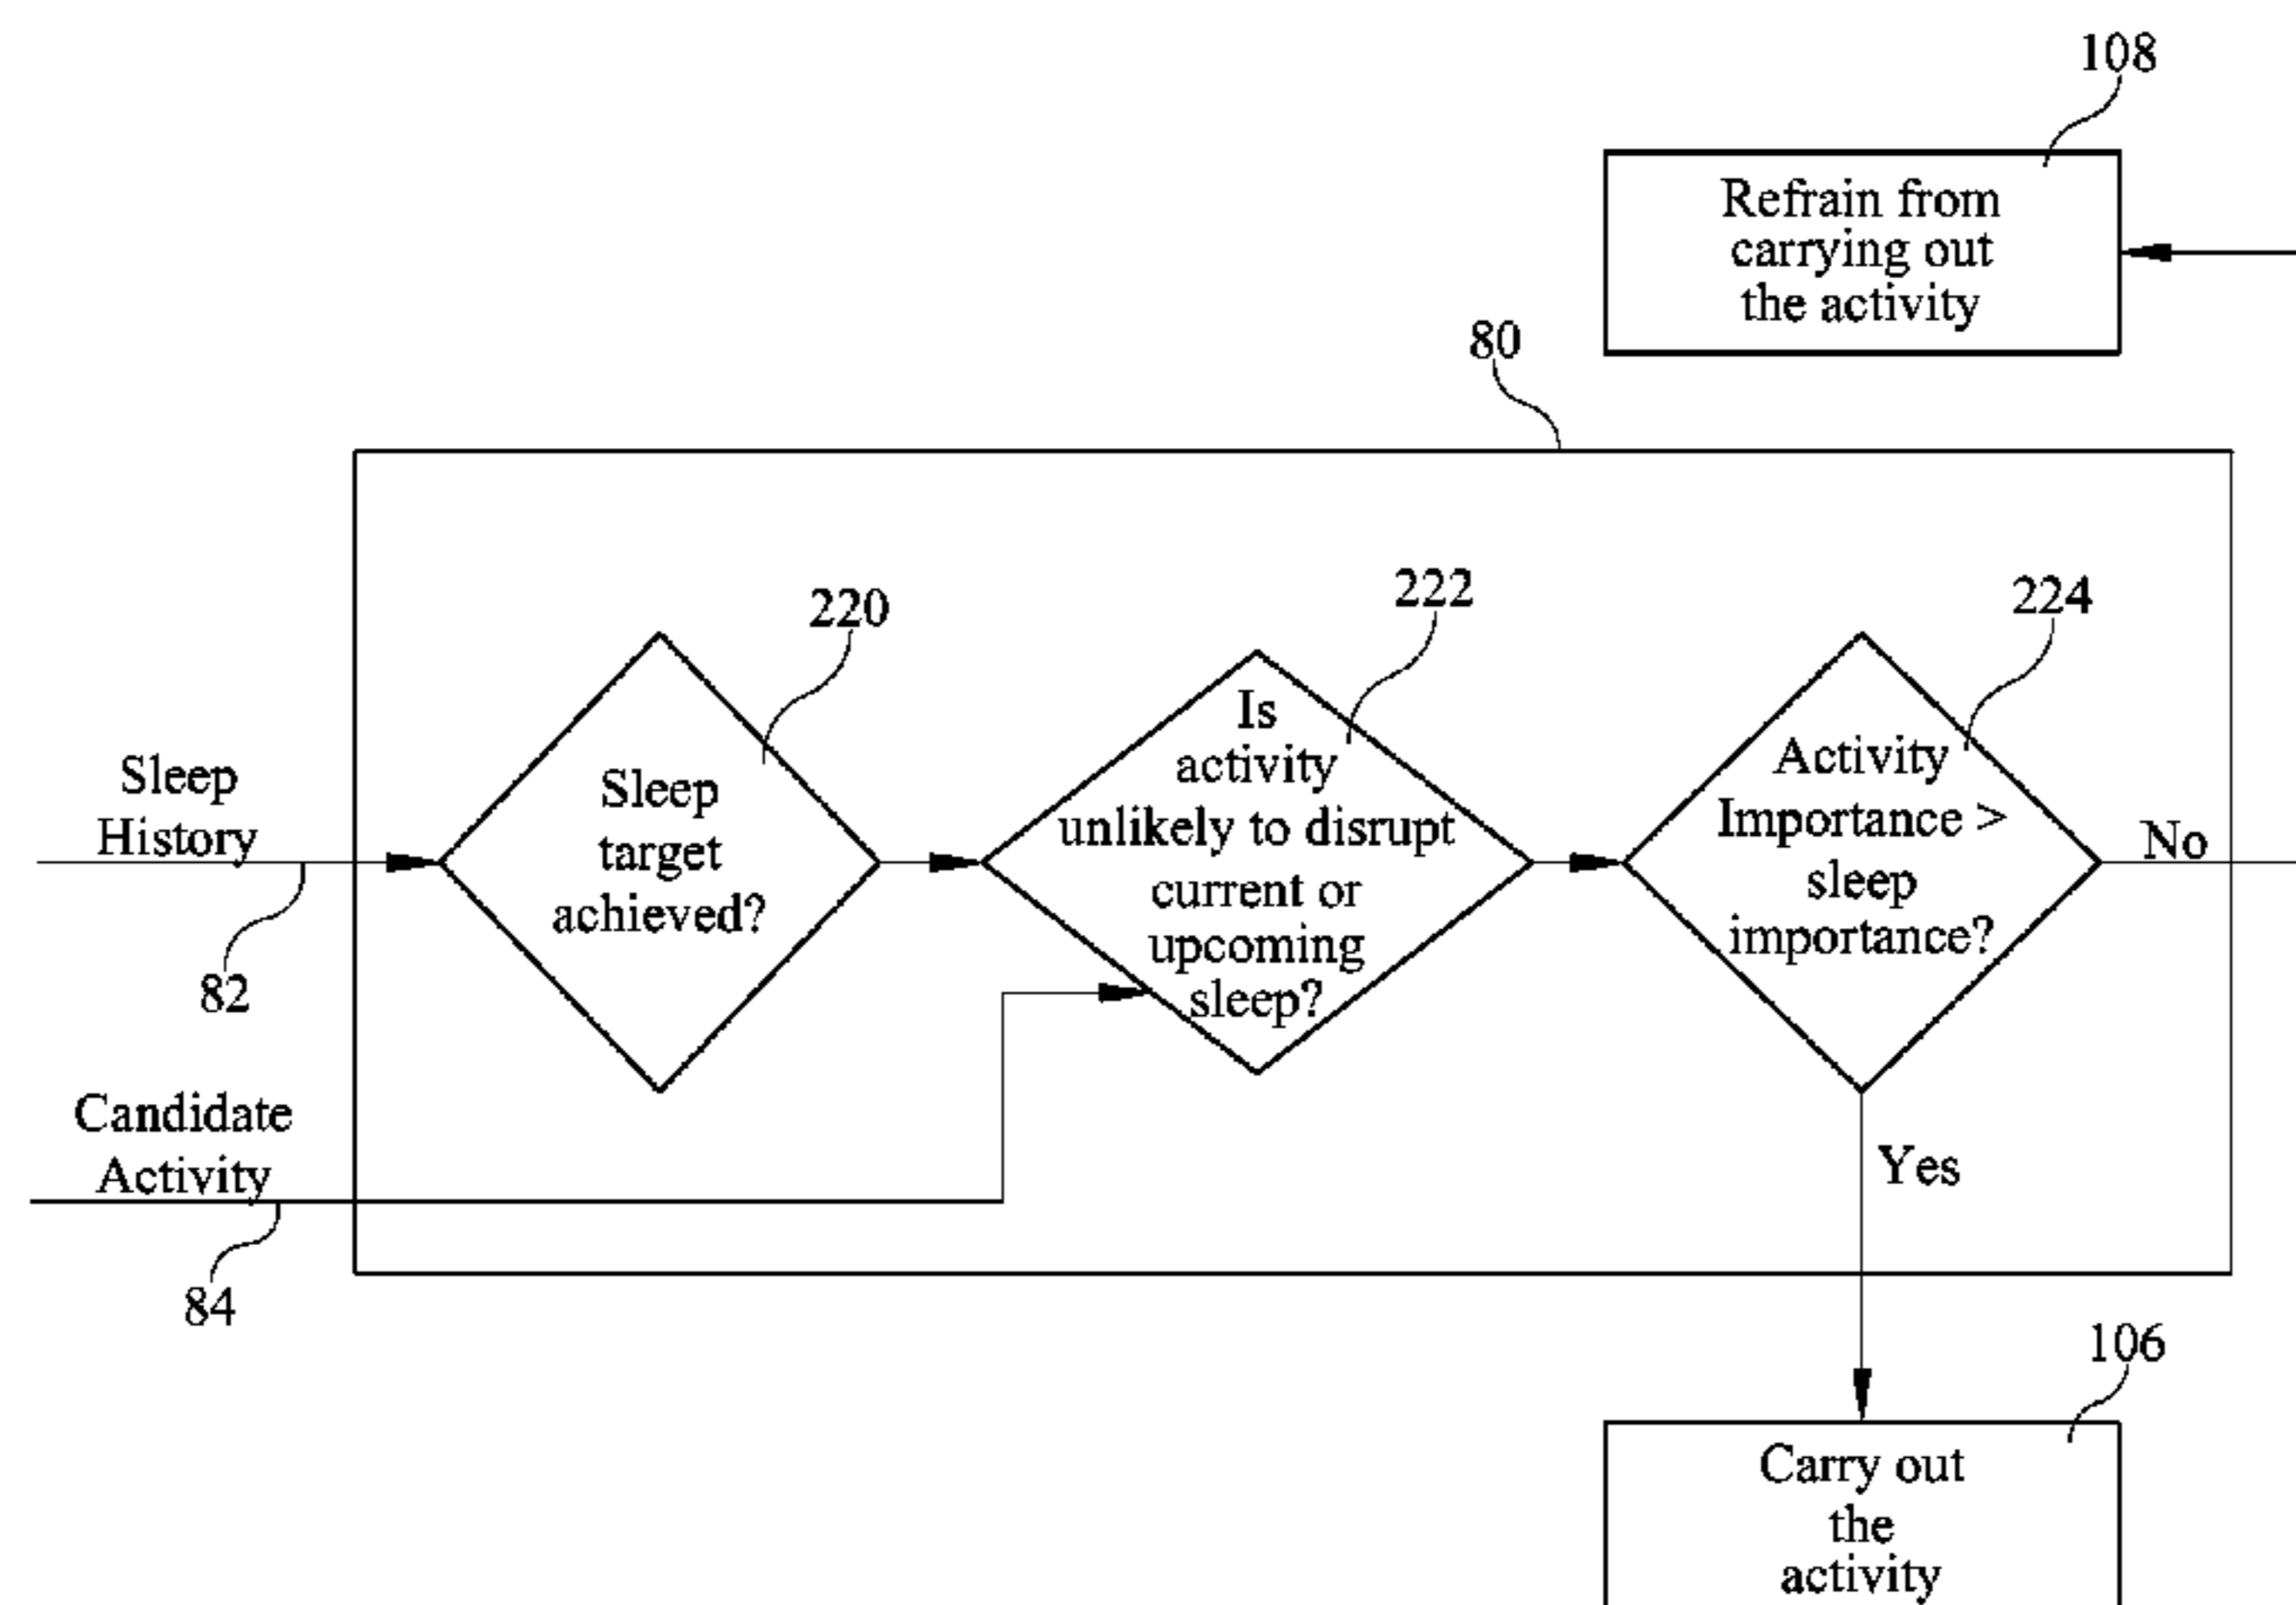 108
Refrain from
carrying out
the activity
80
220
222
224
Sleep
History
82
Sleep
target
achieved?
Is
activity
unlikely to disrupt
current or
upcoming
sleep?
Activity
Importance >
sleep
importance?
No
Candidate
Activity
84
Yes
106
Carry out
the
activity